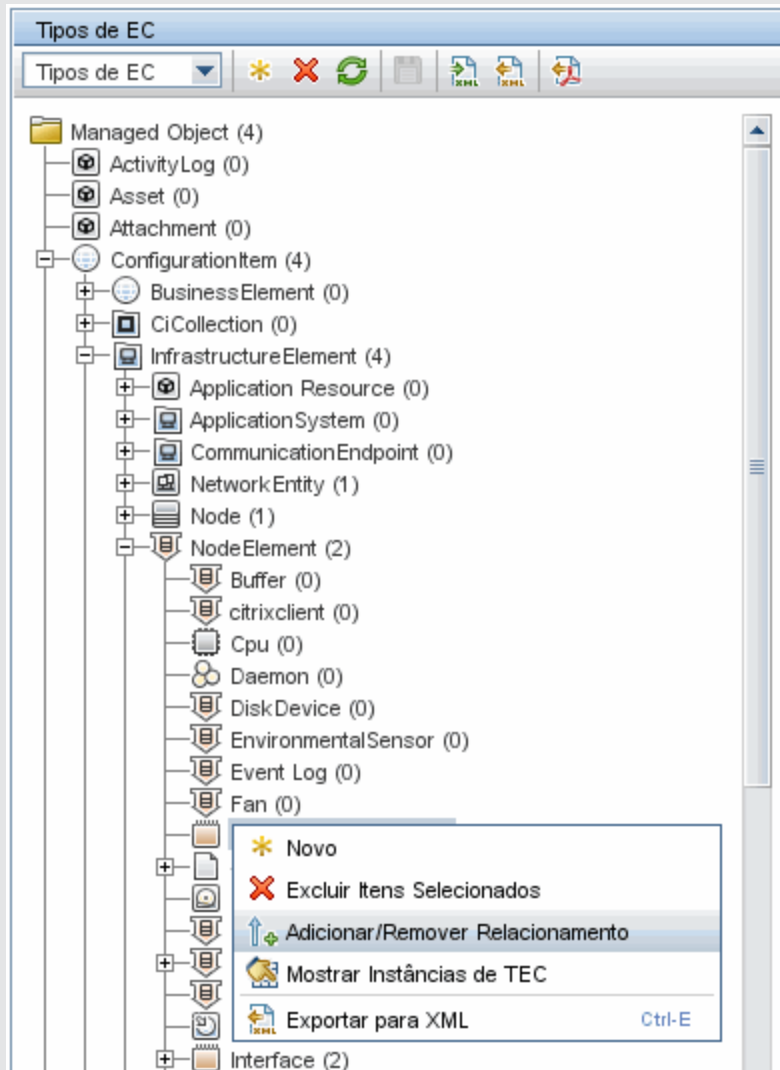 Tipos de EC
Tipos de EC
XML
XML
Managed Object (4)
ActivityLog (0)
Asset (0)
Attachment (0)
ConfigurationItem (4)
BusinessElement (0)
CiCollection (0)
InfrastructureElement (4)
Application Resource (0)
ApplicationSystem (0)
CommunicationEndpoint (0)
NetworkEntity (1)
Node (1)
NodeElement (2)
Buffer (0)
citrixclient (0)
Cpu (0)
Daemon (0)
DiskDevice (0)
EnvironmentalSensor (0)
Event Log (0)
Fan (0)
Novo
Excluir Itens Selecionados
Adicionar/Remover Relacionamento
Mostrar Instâncias de TEC
XML Exportar para XML Ctrl-E
Interface (2)